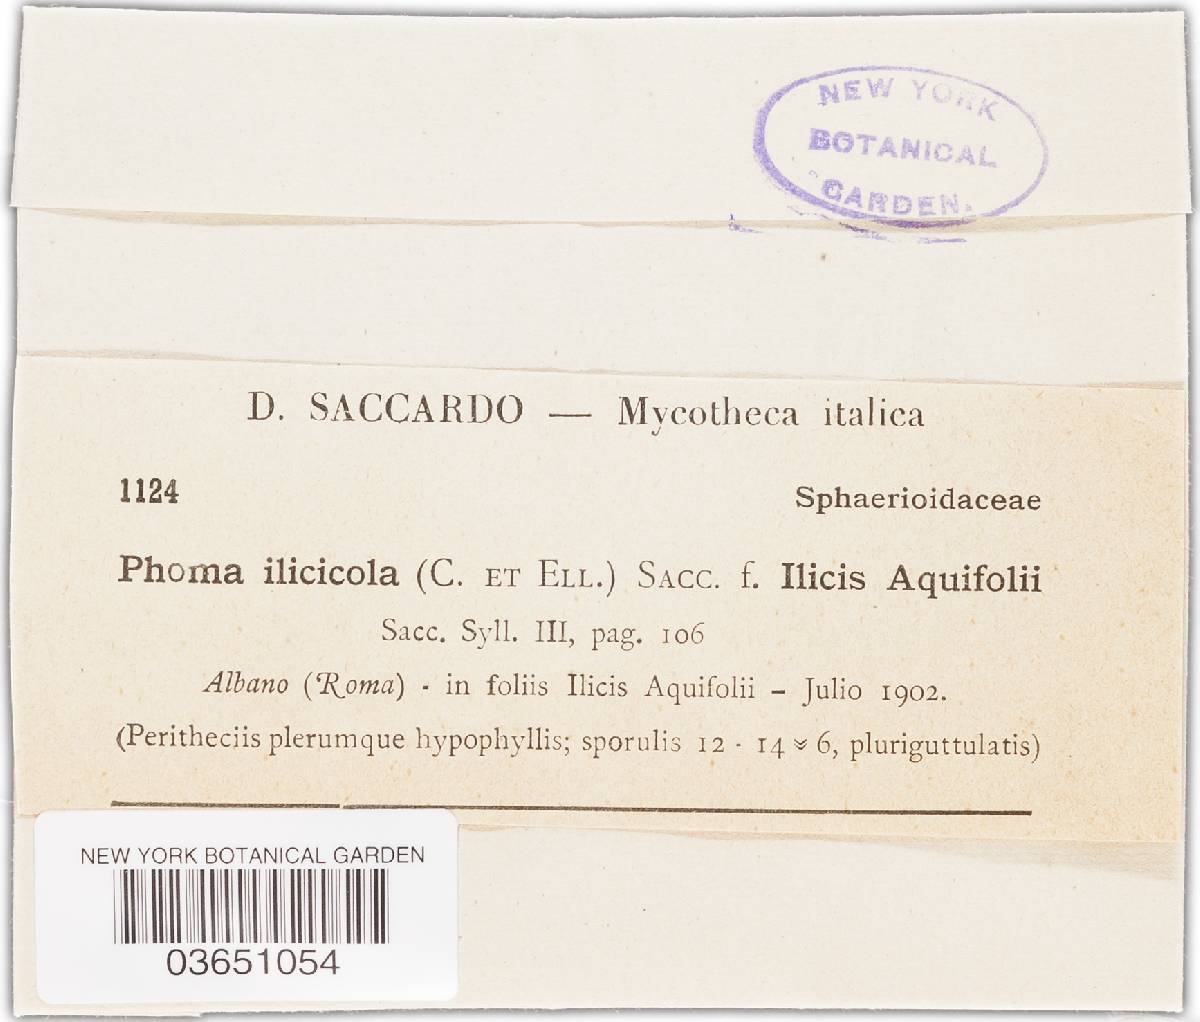 NEW YORK
BOTANICAL
GARDEN.
D. SACCARDO — Mycotheca italica
1124 Sphaerioidaceae
Phoma ilicicola (C. ET ELL.) SACC. f. Ilicis Aquifolii
Sacc. Syll. III, pag. 106
Albano (Roma) - in foliis Ilicis Aquifolii – Julio 1902.
(Peritheciis plerumque hypophyllis; sporulis 12 - 14 ⩔ 6, pluriguttulatis)
NEW YORK BOTANICAL GARDEN
03651054